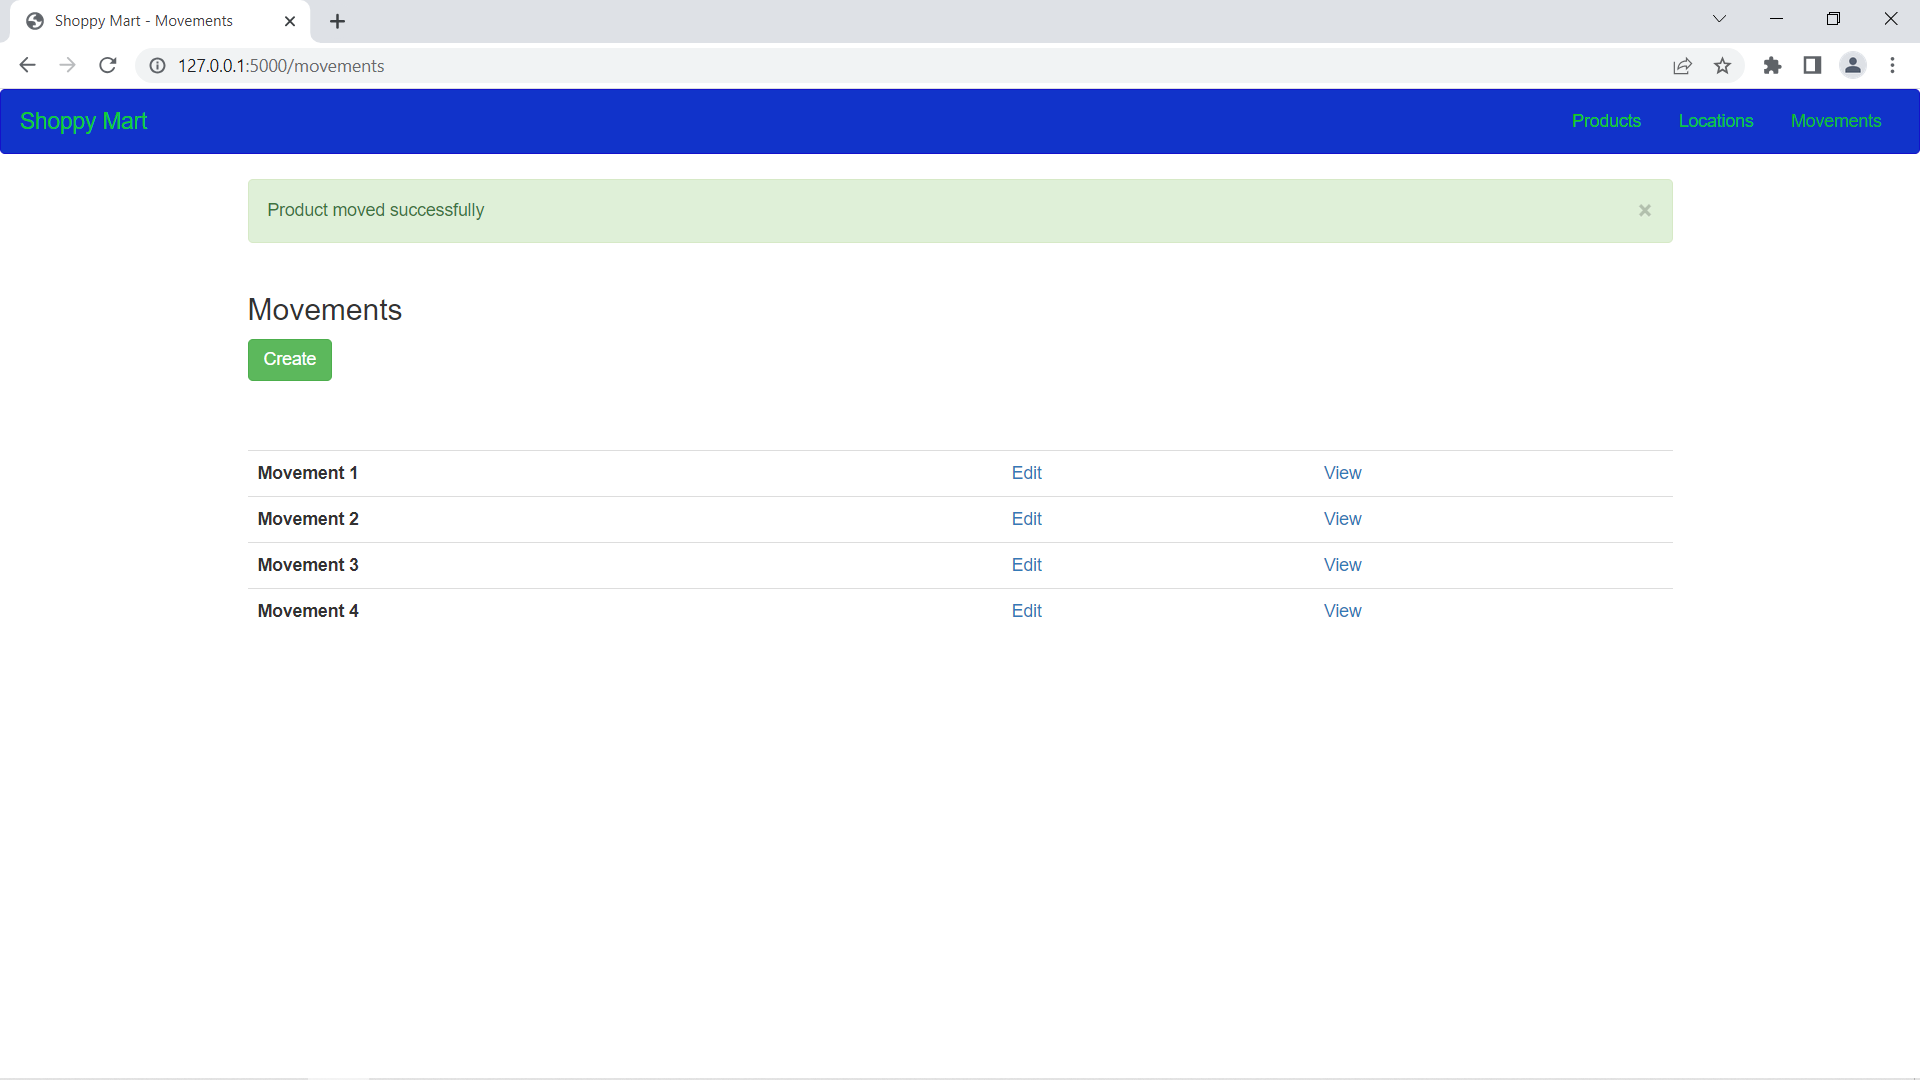 Shoppy Mart - Movements
127.0.0.1:5000/movements
Shoppy Mart Products Locations Movements
Product moved successfully ×
Movements
Create
Movement 1 Edit View
Movement 2 Edit View
Movement 3 Edit View
Movement 4 Edit View